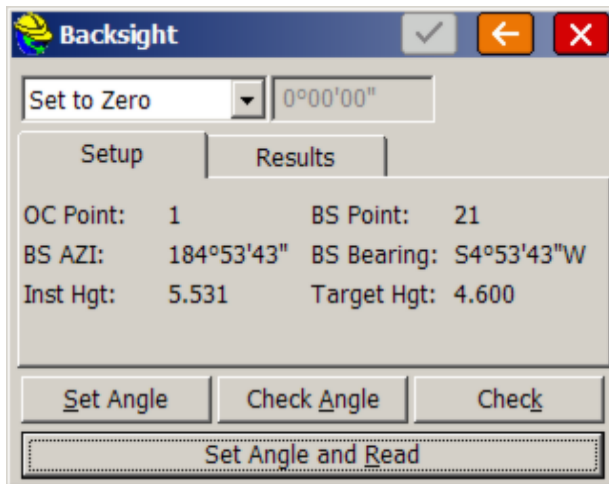 Backsight
Set to Zero 0°00'00"
Setup Results
OC Point: 1 BS Point: 21
BS AZI: 184°53'43" BS Bearing: S4°53'43"W
Inst Hgt: 5.531 Target Hgt: 4.600
Set Angle Check Angle Check
Set Angle and Read